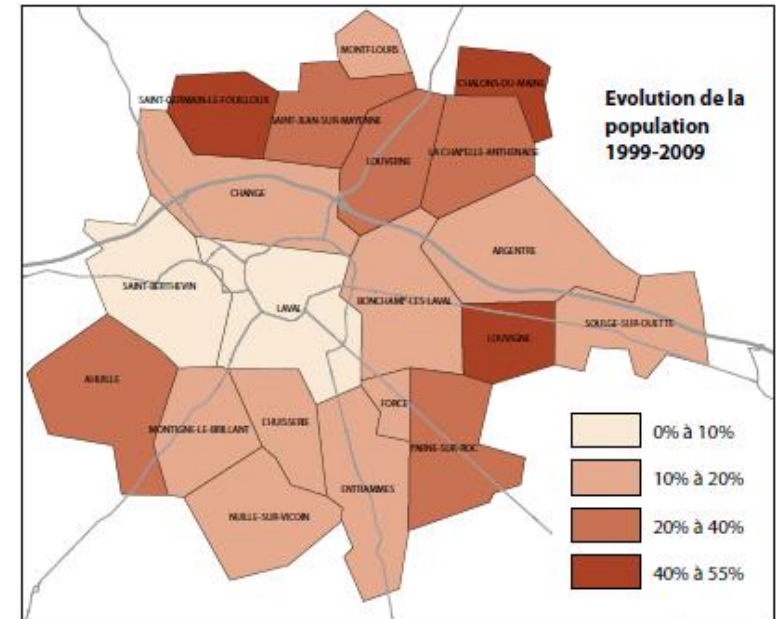 MONTFLOURS
CHALONS-DU-MAINE
SAINT-GERMAIN-LE-FOUILLOUX
SAINT-JEAN-SUR-MAYENNE
Evolution de la
population
1999-2009
LOUVERNE
LA CHAPELLE-ANTHENAISE
CHANGE
ARGENTRE
SAINT-BERTHEVIN
LAVAL
BONCHAMP-LES-LAVAL
SOULGE-SUR-OUETTE
LOUVIGNE
AHUILLE
FORCE
L'HUISSERIE
MONTIGNE-LE-BRILLANT
PARNE-SUR-ROC
ENTRAMMES
NUILLE-SUR-VICOIN
0% à 10%
10% à 20%
20% à 40%
40% à 55%